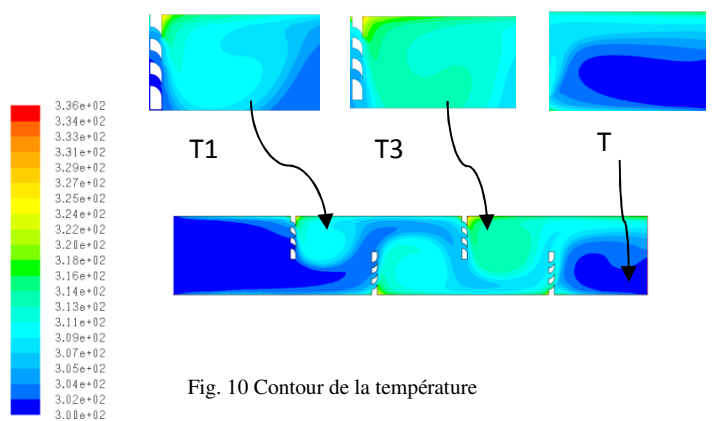 T1
T3
T
3.36e+02
3.34e+02
3.33e+02
3.31e+02
3.29e+02
3.27e+02
3.25e+02
3.24e+02
3.22e+02
3.20e+02
3.18e+02
3.16e+02
3.14e+02
3.13e+02
3.11e+02
3.09e+02
3.07e+02
3.05e+02
3.04e+02
3.02e+02
3.00e+02
Fig. 10 Contour de la température